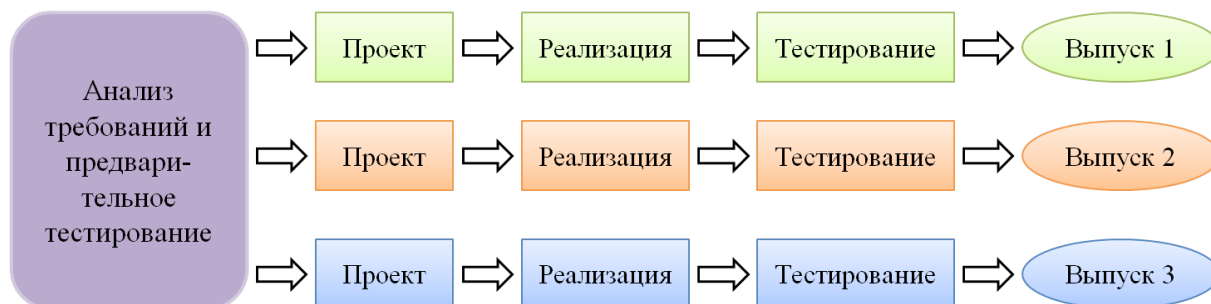 Анализ
требований и
предвари-
тельное
тестирование
Проект
Реализация
Тестирование
Выпуск 1
Проект
Реализация
Тестирование
Выпуск 2
Проект
Реализация
Тестирование
Выпуск 3